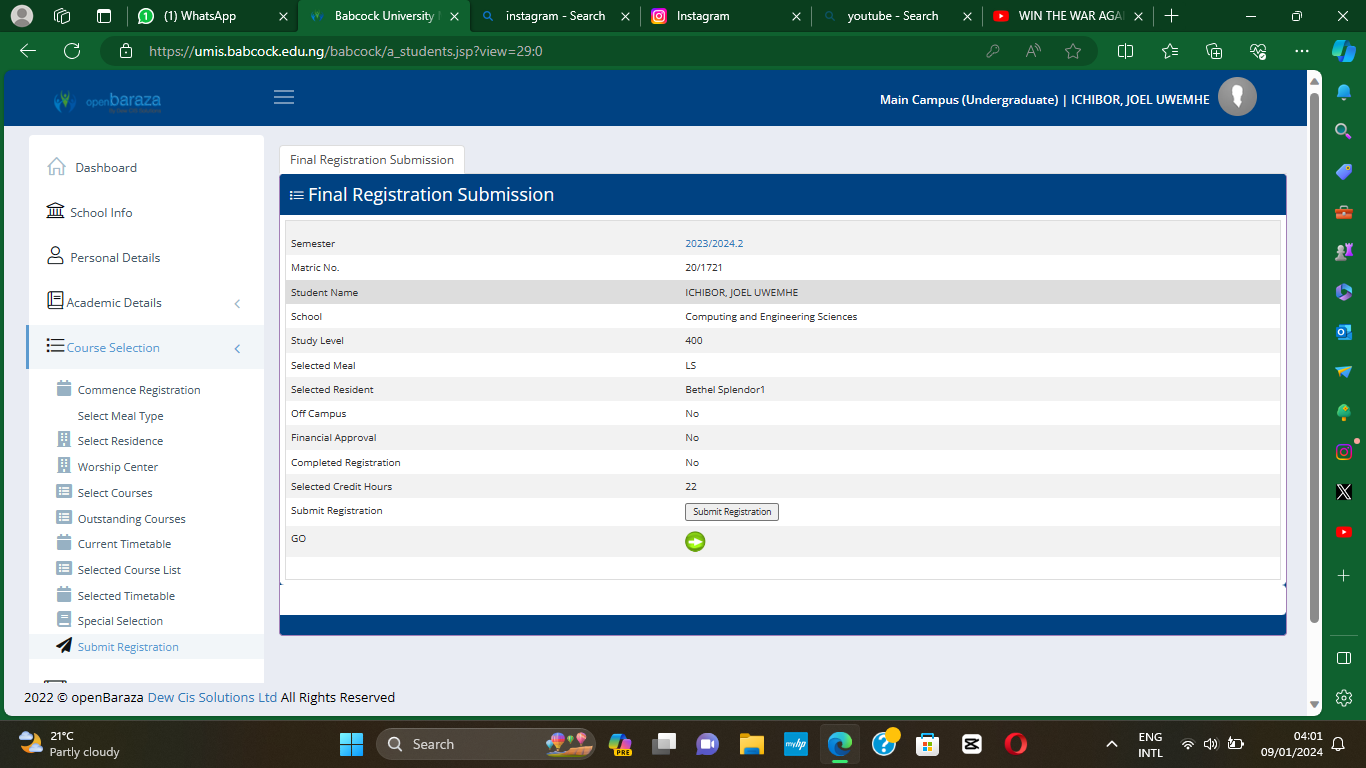 (1) WhatsApp
Babcock University
instagram - Search
Instagram
youtube - Search
WIN THE WAR AGA
https://umis.babcock.edu.ng/babcock/a_students.jsp?view=29:0
openbaraza
Main Campus (Undergraduate) | ICHIBOR, JOEL UWEMHE
Dashboard
School Info
Personal Details
Academic Details
Course Selection
Commence Registration
Select Meal Type
Select Residence
Worship Center
Select Courses
Outstanding Courses
Current Timetable
Selected Course List
Selected Timetable
Special Selection
Submit Registration
Final Registration Submission
Final Registration Submission
Semester 2023/2024.2
Matric No. 20/1721
Student Name ICHIBOR, JOEL UWEMHE
School Computing and Engineering Sciences
Study Level 400
Selected Meal LS
Selected Resident Bethel Splendor1
Off Campus No
Financial Approval No
Completed Registration No
Selected Credit Hours 22
Submit Registration Submit Registration
GO
2022 © openBaraza Dew Cis Solutions Ltd All Rights Reserved
21°C
Partly cloudy
Search
PRE
myhp
ENG
INTL
04:01
09/01/2024